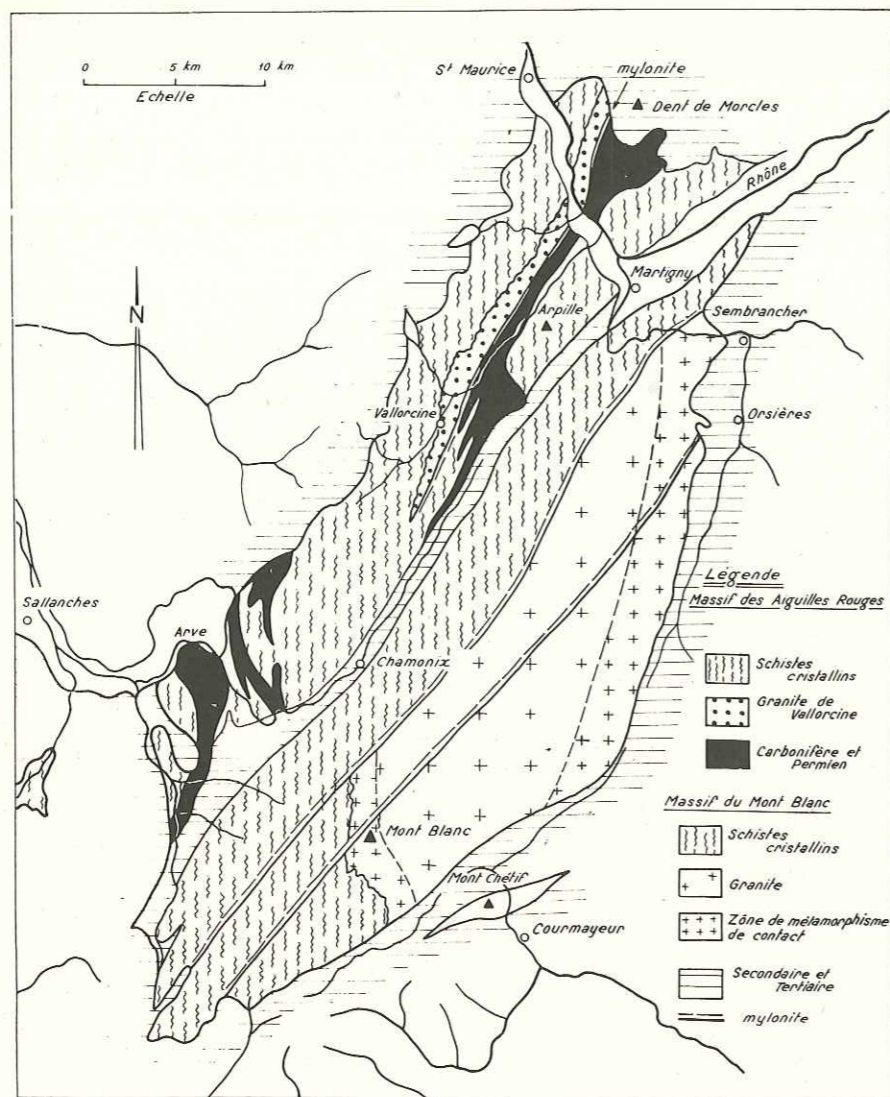 0 5 km 10 km
Echelle
St Maurice
mylonite
Dent de Morcles
Rhône
N
Martigny
Arpille
Sembrancher
Vallorcine
Orsières
Sallanches
Arve
Chamonix
Mont Blanc
Mont Chétif
Courmayeur
Légende
Massif des Aiguilles Rouges
Schistes
cristallins
Granite de
Vallorcine
Carbonifère et
Permien
Massif du Mont Blanc
Schistes
cristallins
Granite
Zône de métamorphisme
de contact
Secondaire et
Tertiaire
mylonite